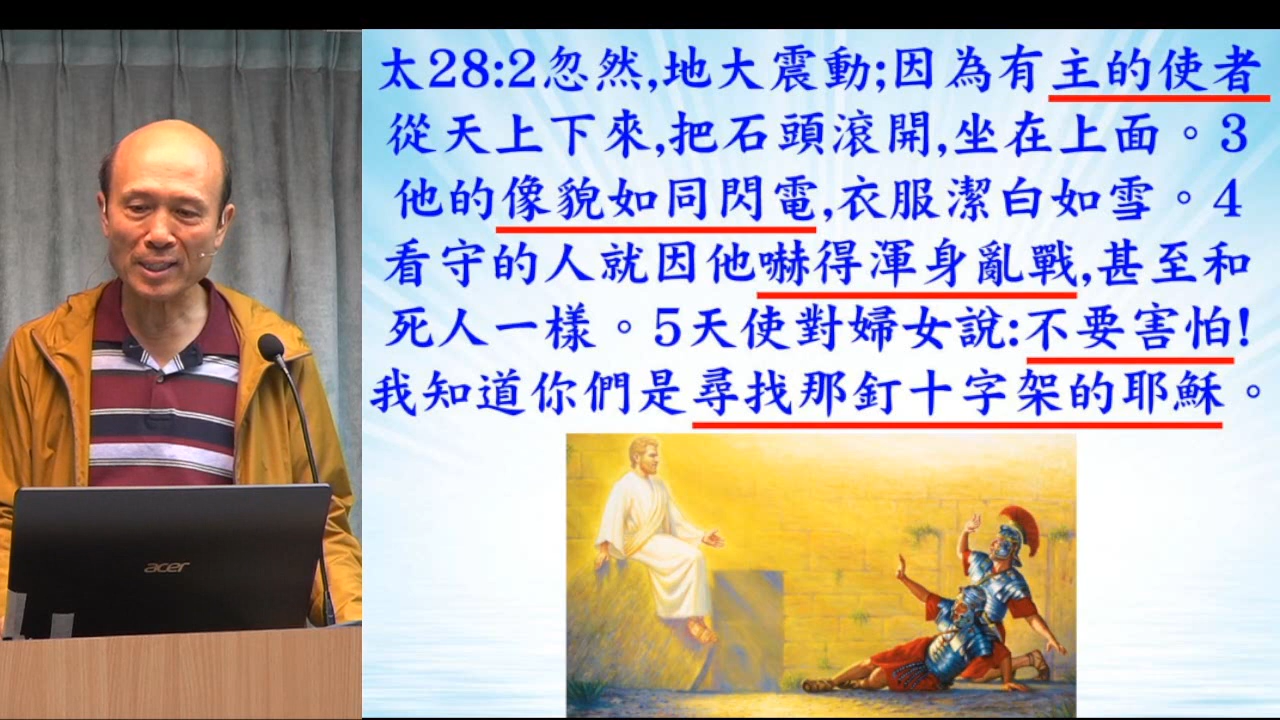 太28:2忽然,地大震動;因為有主的使者
從天上下來,把石頭滾開,坐在上面。3
他的像貌如同閃電,衣服潔白如雪。4
看守的人就因他嚇得渾身亂戰,甚至和
死人一樣。5天使對婦女說:不要害怕!
我知道你們是尋找那釘十字架的耶穌。
acer